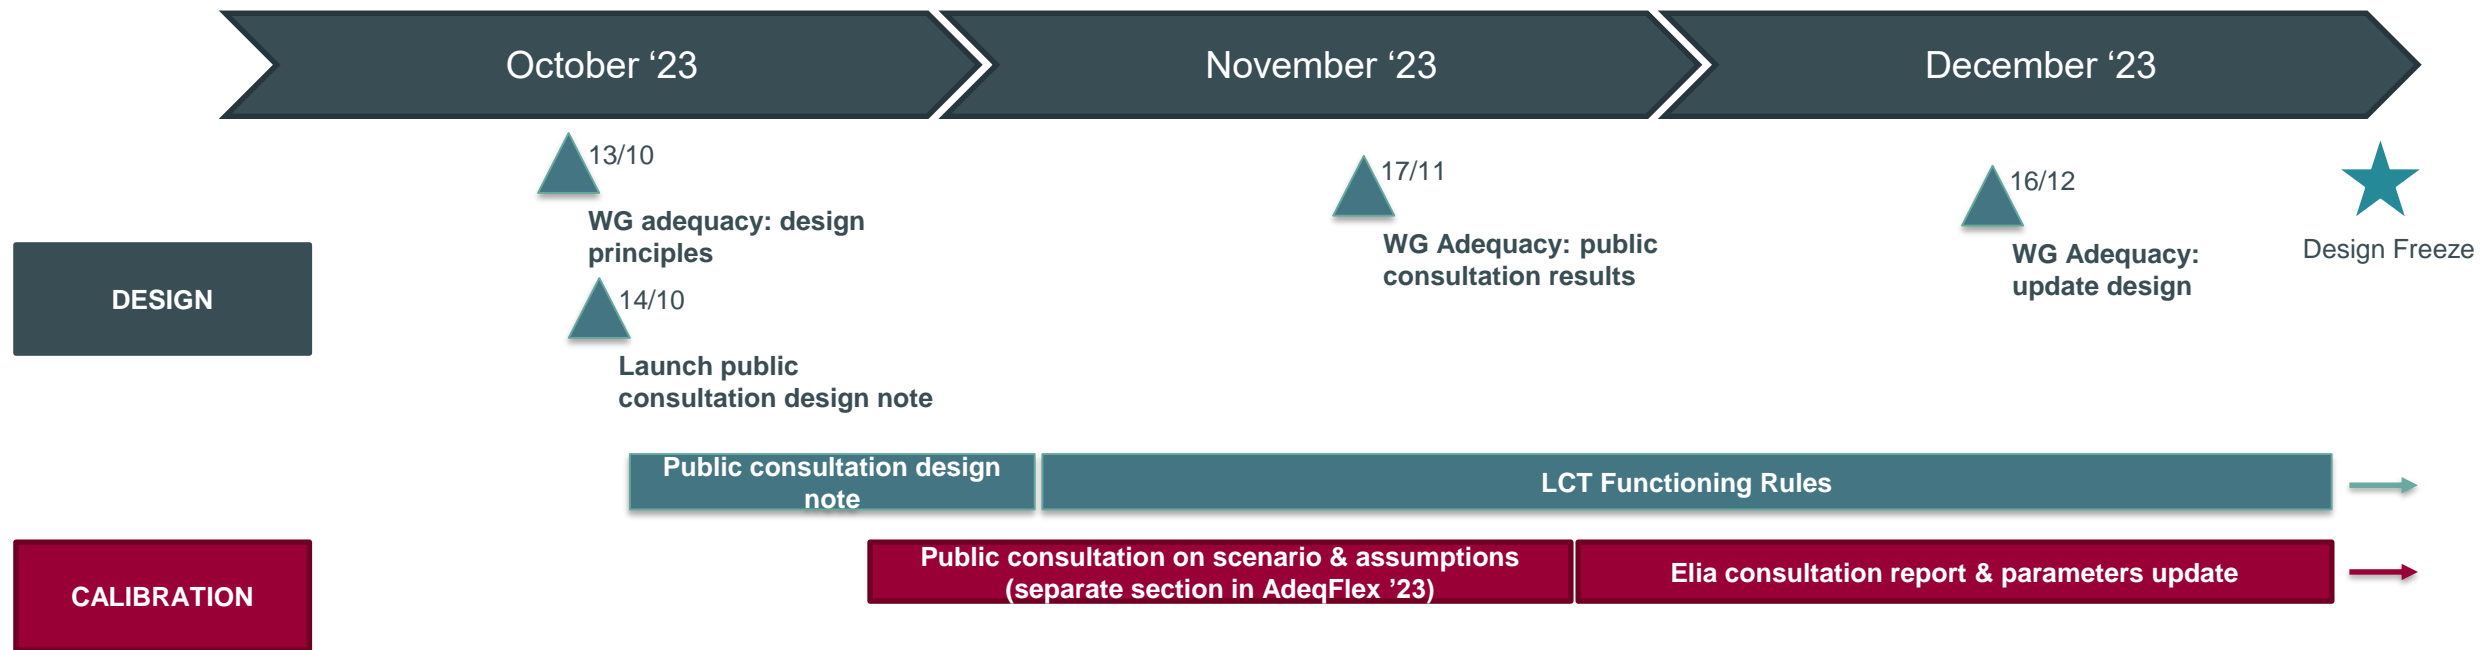 October ‘23
November ‘23
December ‘23
13/10
WG adequacy: design
principles
17/11
WG Adequacy: public
consultation results
16/12
WG Adequacy:
update design
Design Freeze
DESIGN
14/10
Launch public
consultation design note
Public consultation design
note
LCT Functioning Rules
CALIBRATION
Public consultation on scenario & assumptions
(separate section in AdeqFlex ’23)
Elia consultation report & parameters update